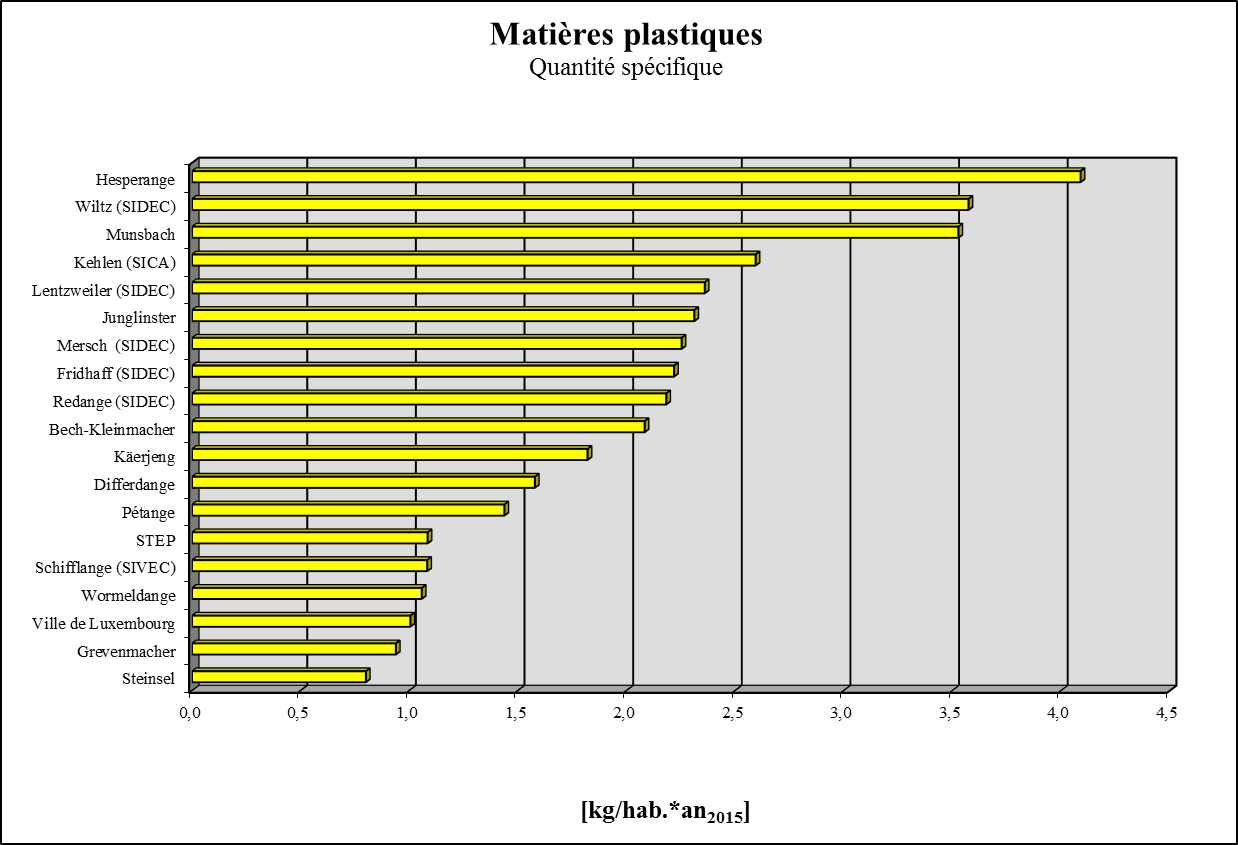 Matières plastiques
Quantité spécifique
Hesperange
Wiltz (SIDEC)
Munsbach
Kehlen (SICA)
Lentzweiler (SIDEC)
Junglinster
Mersch (SIDEC)
Fridhaff (SIDEC)
Redange (SIDEC)
Bech-Kleinmacher
Käerjeng
Differdange
Pétange
STEP
Schifflange (SIVEC)
Wormeldange
Ville de Luxembourg
Grevenmacher
Steinsel
0,0 0,5 1,0 1,5 2,0 2,5 3,0 3,5 4,0 4,5
[kg/hab.*an2015]